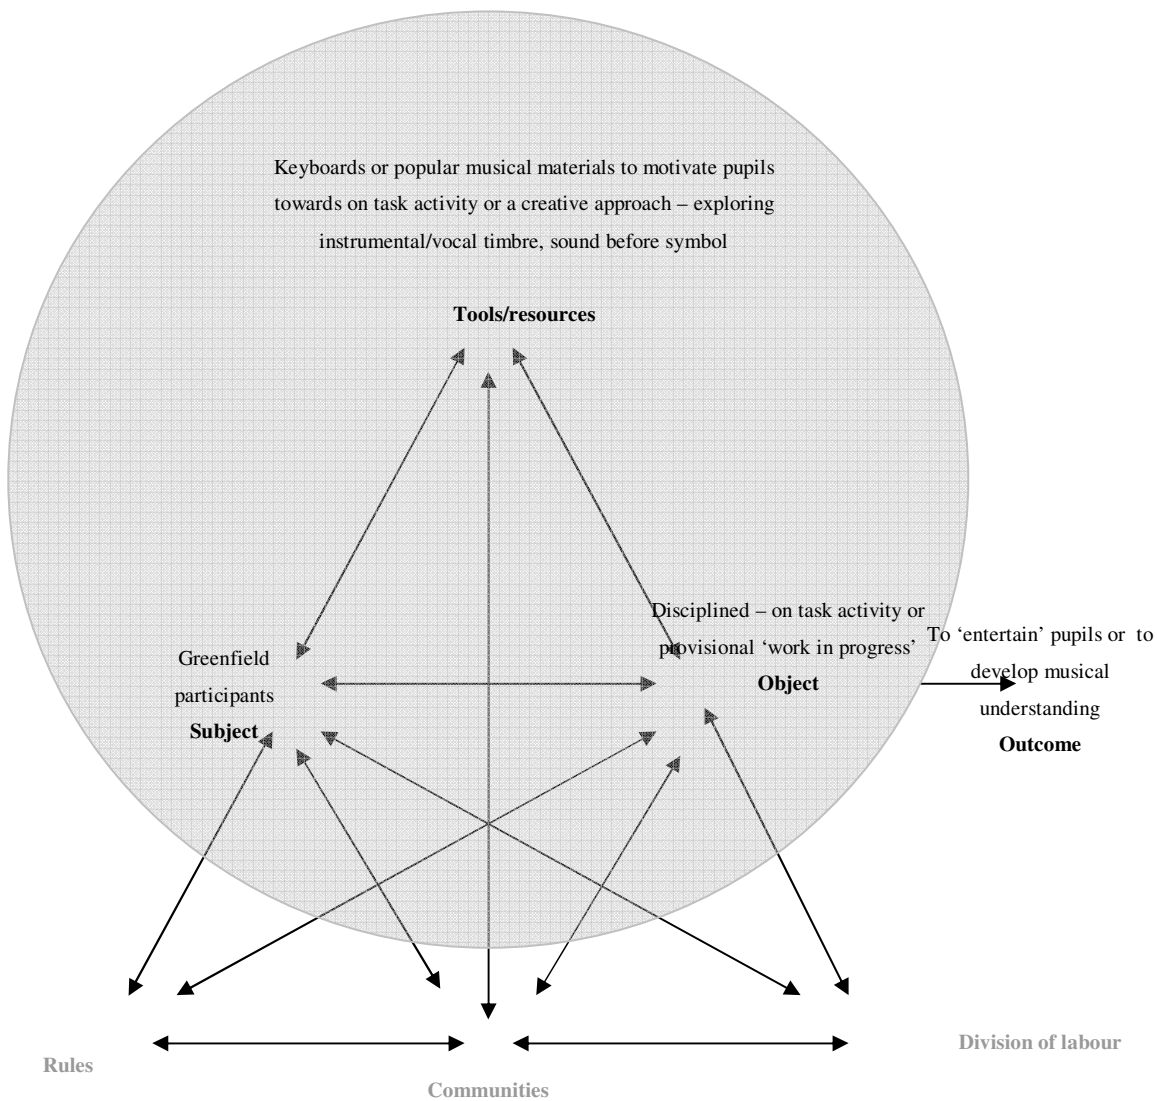 Keyboards or popular musical materials to motivate pupils
towards on task activity or a creative approach – exploring
instrumental/vocal timbre, sound before symbol
Tools/resources
Greenfield
participants
Subject
Disciplined – on task activity or
provisional ‘work in progress’
Object
To ‘entertain’ pupils or to
develop musical
understanding
Outcome
Rules
Communities
Division of labour